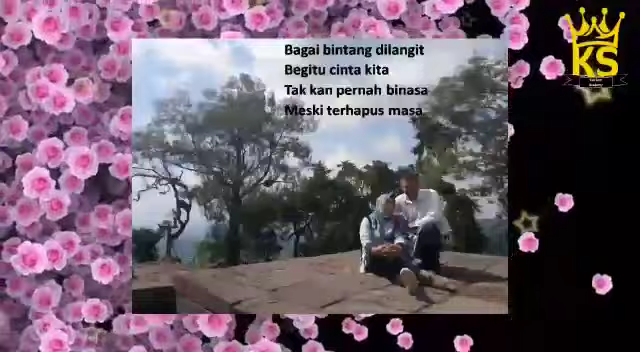 Bagai bintang dilangit
Begitu cinta kita
Tak kan pernah binasa
Meski terhapus masa
KS